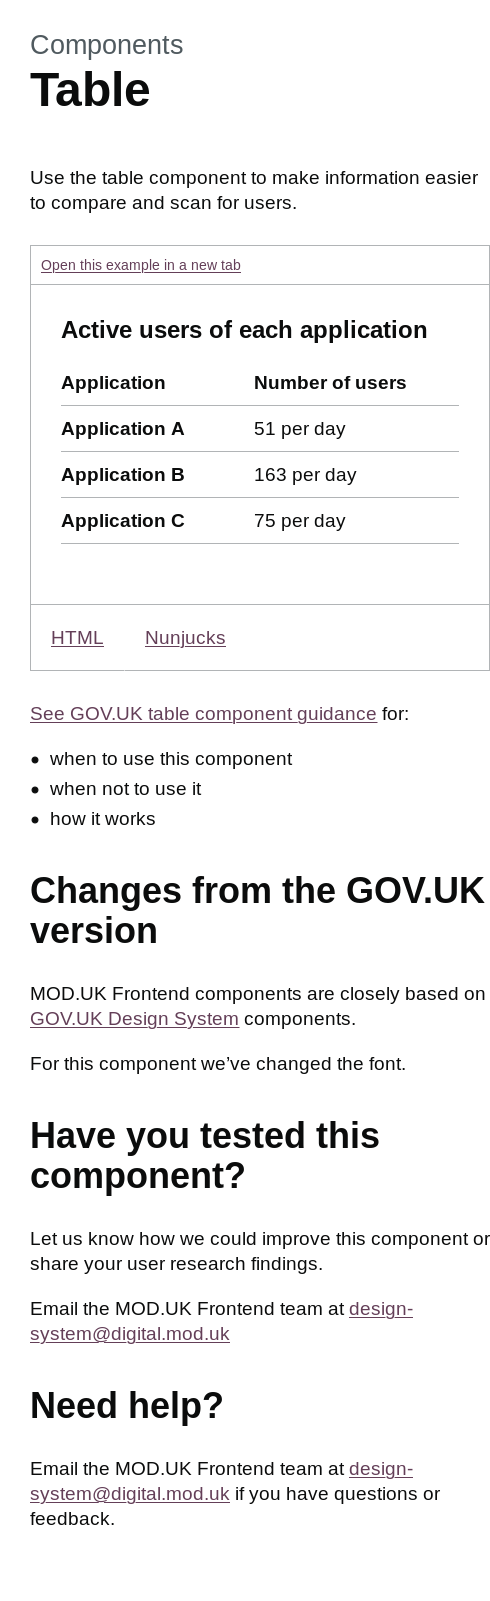 Components
Table
Use the table component to make information easier
to compare and scan for users.
Open this example in a new tab
Active users of each application
Application Number of users
Application A 51 per day
Application B 163 per day
Application C 75 per day
HTML Nunjucks
See GOV.UK table component guidance for:
• when to use this component
• when not to use it
• how it works
Changes from the GOV.UK
version
MOD.UK Frontend components are closely based on
GOV.UK Design System components.
For this component we’ve changed the font.
Have you tested this
component?
Let us know how we could improve this component or
share your user research findings.
Email the MOD.UK Frontend team at design-
system@digital.mod.uk
Need help?
Email the MOD.UK Frontend team at design-
system@digital.mod.uk if you have questions or
feedback.